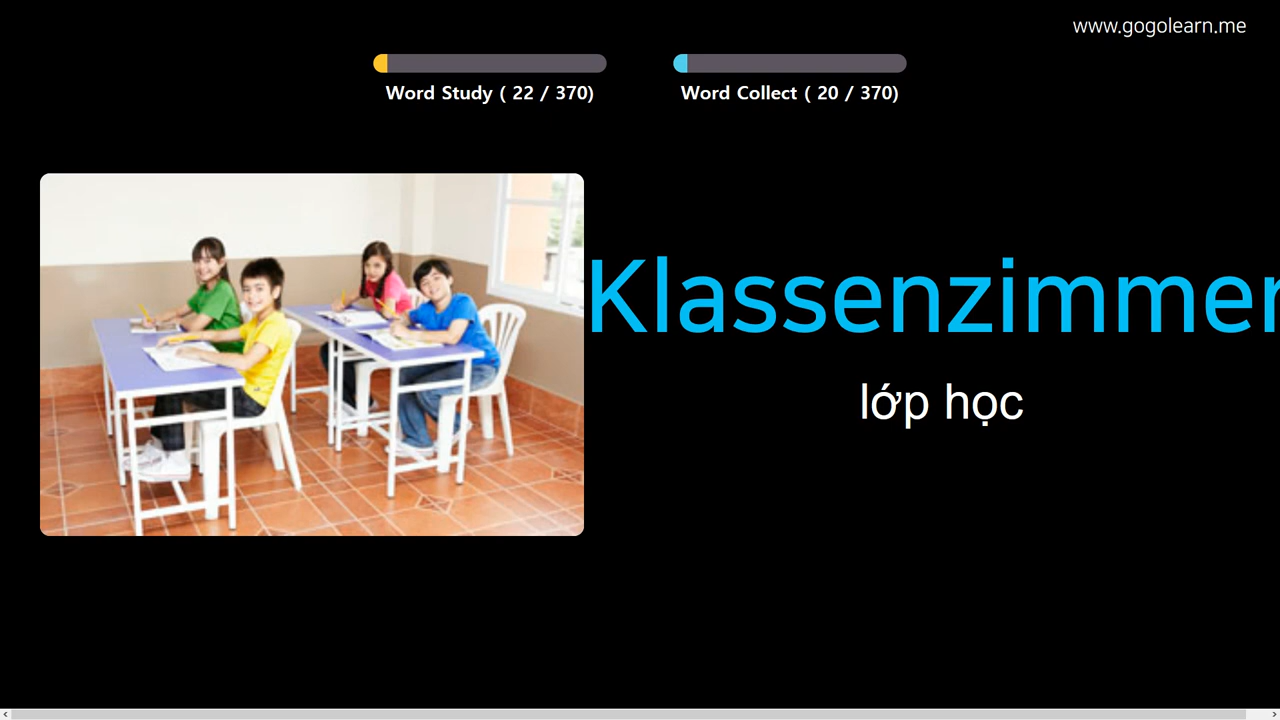 www.gogolearn.me
Word Study ( 22 / 370)
Word Collect ( 20 / 370)
Klassenzimmer
lớp học